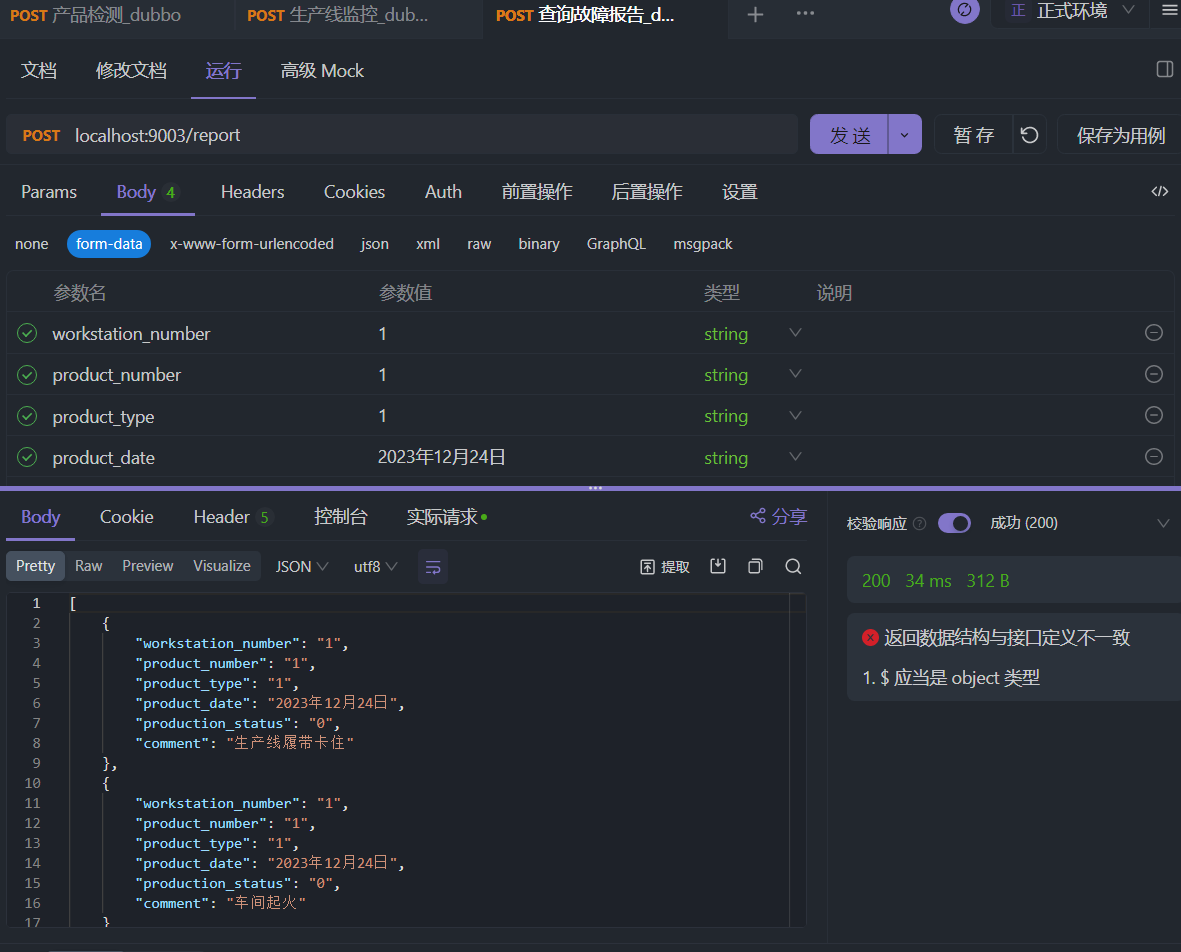 POST 产品检测_dubbo POST 生产线监控_dub... POST 查询故障报告_d... 正 正式环境
文档 修改文档 运行 高级 Mock
POST localhost:9003/report 发 送 暂 存 保存为用例
Params Body 4 Headers Cookies Auth 前置操作 后置操作 设置
none form-data x-www-form-urlencoded json xml raw binary GraphQL msgpack
参数名 参数值 类型 说明
workstation_number 1 string
product_number 1 string
product_type 1 string
product_date 2023年12月24日 string
Body Cookie Header 5 控制台 实际请求 分享 校验响应 成功 (200)
Pretty Raw Preview Visualize JSON utf8 提取 200 34 ms 312 B
1 [
2 {
3 "workstation_number": "1",
4 "product_number": "1",
5 "product_type": "1",
6 "product_date": "2023年12月24日",
7 "production_status": "0",
8 "comment": "生产线履带卡住"
9 },
10 {
11 "workstation_number": "1",
12 "product_number": "1",
13 "product_type": "1",
14 "product_date": "2023年12月24日",
15 "production_status": "0",
16 "comment": "车间起火"
17 }
返回数据结构与接口定义不一致
1. $ 应当是 object 类型